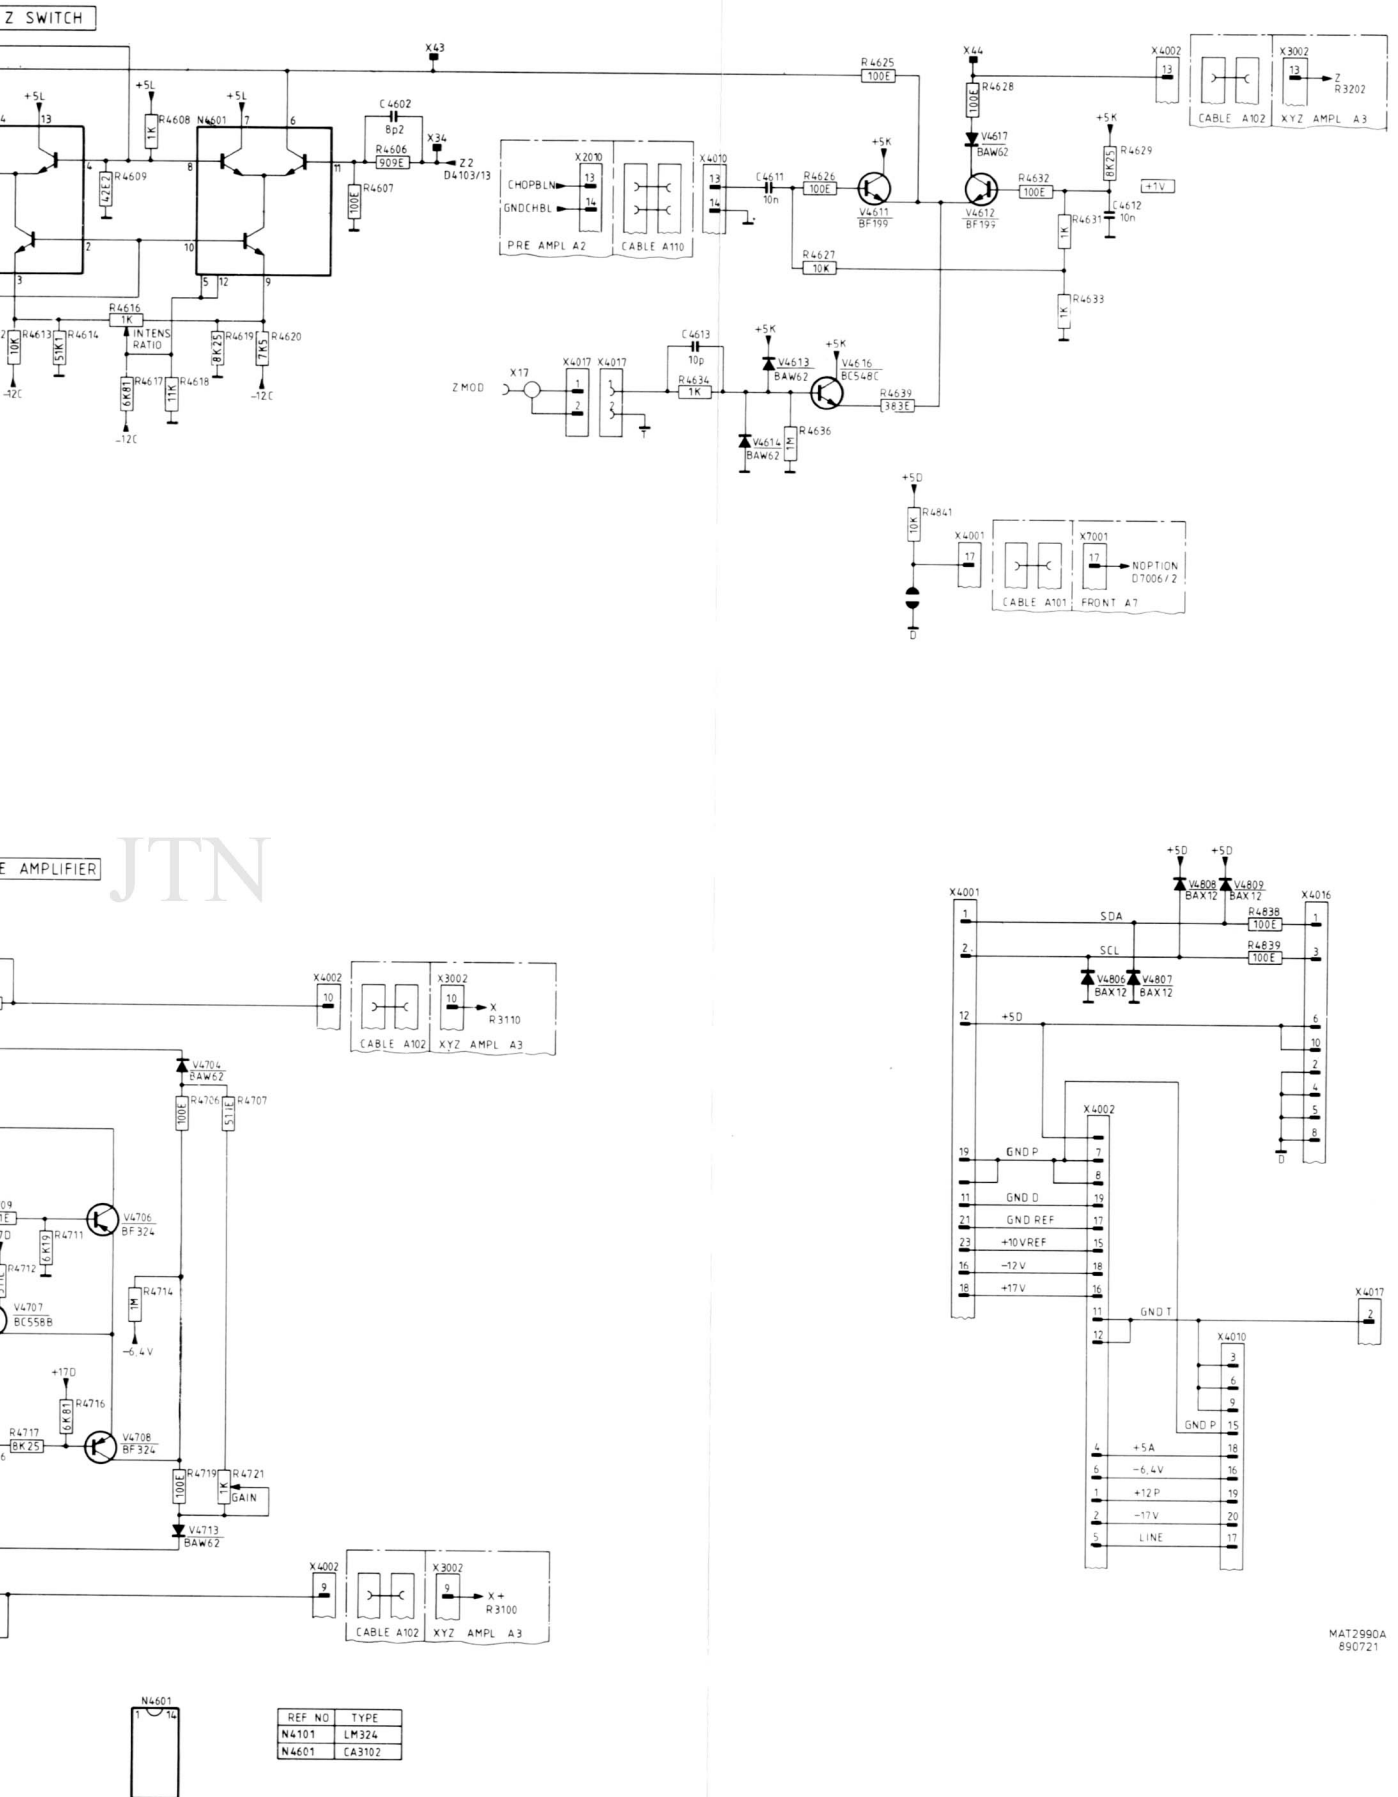 Z SWITCH
X43
R4625
100E
X44
R4628
100E
X4002
13
X3002
13
Z
R3202
CABLE A102
XYZ AMPL A3
+5L
13
4
+5L
R4608
1K
+5L
N4601
7
6
C4602
8p2
R4606
909E
X34
Z2
D4103/13
4
R4609
42E2
8
11
R4607
100E
2
10
3
5
12
9
V4617
BAW62
+5K
R4629
8K25
+1V
CHOPBLN
GNDCHBL
X2010
13
14
PRE AMPL A2
CABLE A110
X4010
13
14
C4611
10n
R4626
100E
+5K
V4611
BF199
V4612
BF199
R4632
100E
R4631
1K
C4612
10n
R4627
10K
R4633
1K
R4616
1K
INTENS
RATIO
2
R4613
10K
R4614
51K1
R4619
8K25
R4620
7K5
R4617
6K81
R4618
11K
-12C
-12C
-12C
Z MOD
X17
X4017
1
2
X4017
1
2
C4613
10p
R4634
1K
+5K
V4613
BAW62
+5K
V4616
BC548C
R4639
383E
V4614
BAW62
R4636
1M
+5D
R4841
10K
D
X4001
17
CABLE A101
X7001
17
NOPTION
D7006/2
FRONT A7
JTN
E AMPLIFIER
X4002
10
X3002
10
X
R3110
CABLE A102
XYZ AMPL A3
V4704
BAW62
R4706
100E
R4707
511E
09
1E
7D
R4711
6K19
V4706
BF324
R4712
V4707
BC558B
R4714
1M
-6,4V
+17D
R4716
6K81
R4717
8K25
6
V4708
BF324
R4719
100E
R4721
1K
GAIN
V4713
BAW62
X4002
9
X3002
9
X+
R3100
CABLE A102
XYZ AMPL A3
+5D
+5D
V4808
BAX12
V4809
BAX12
X4001
1
SDA
R4838
100E
X4016
1
2
SCL
R4839
100E
3
V4806
BAX12
V4807
BAX12
12
+5D
6
10
2
4
5
8
D
X4002
19
GND P
7
8
11
GND D
19
21
GND REF
17
23
+10VREF
15
16
-12V
18
18
+17V
16
11
GND T
12
X4017
2
X4010
3
6
9
GND P
15
4
+5A
18
6
-6,4V
16
1
+12P
19
2
-17V
20
5
LINE
17
MAT2990A
890721
N4601
1
14
REF NO TYPE
N4101 LM324
N4601 CA3102